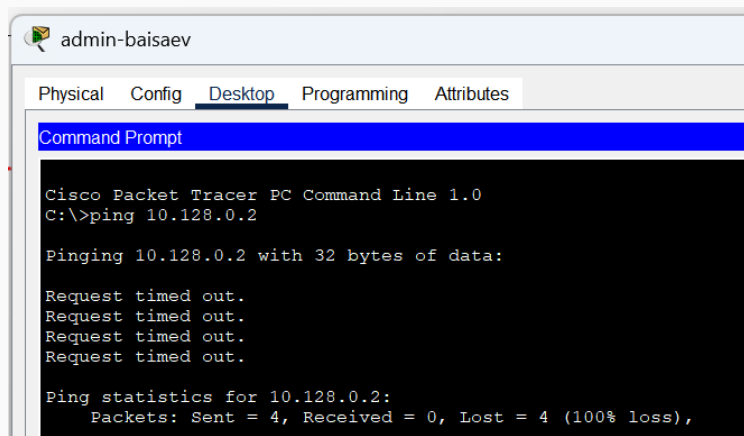 admin-baisaev
Physical Config Desktop Programming Attributes
Command Prompt
Cisco Packet Tracer PC Command Line 1.0
C:\>ping 10.128.0.2
Pinging 10.128.0.2 with 32 bytes of data:
Request timed out.
Request timed out.
Request timed out.
Request timed out.
Ping statistics for 10.128.0.2:
Packets: Sent = 4, Received = 0, Lost = 4 (100% loss),